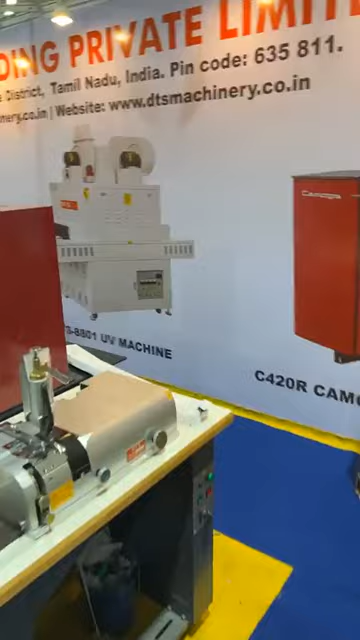 DING PRIVATE LIMIT
District, Tamil Nadu, India. Pin code: 635 811.
nery.co.in Website: www.dtsmachinery.co.in
8801 UV MACHINE
C420R CAMO